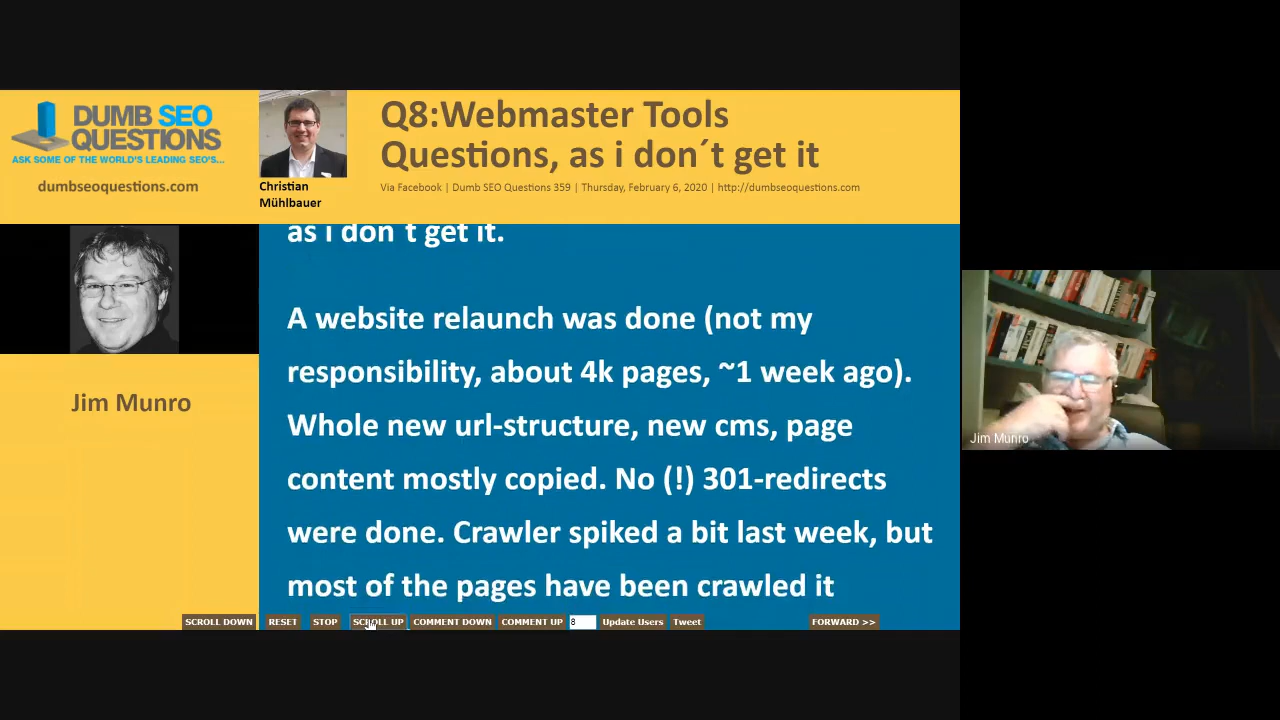 DUMB SEO
QUESTIONS
ASK SOME OF THE WORLD'S LEADING SEO'S...
dumbseoquestions.com
Christian
Mühlbauer
Q8:Webmaster Tools
Questions, as i don´t get it
Via Facebook | Dumb SEO Questions 359 | Thursday, February 6, 2020 | http://dumbseoquestions.com
Jim Munro
as i don´t get it.
A website relaunch was done (not my
responsibility, about 4k pages, ~1 week ago).
Whole new url-structure, new cms, page
content mostly copied. No (!) 301-redirects
were done. Crawler spiked a bit last week, but
most of the pages have been crawled it
SCROLL DOWN RESET STOP SCROLL UP COMMENT DOWN COMMENT UP 8 Update Users Tweet FORWARD >>
Jim Munro